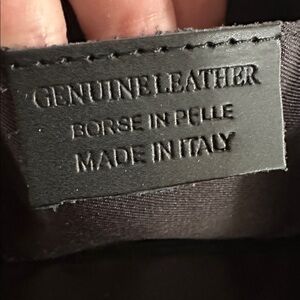 GENUINE LEATHER
BORSE IN PELLE
MADE IN ITALY